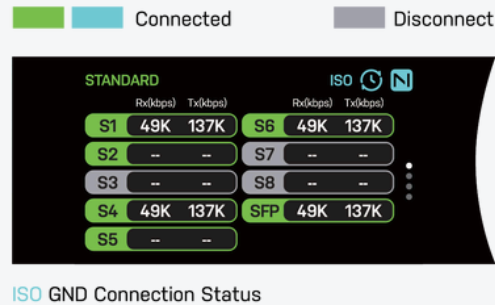 Connected Disconnect
STANDARD ISO N
Rx(kbps) Tx(kbps) Rx(kbps) Tx(kbps)
S1 49K 137K S6 49K 137K
S2 -- -- S7 -- --
S3 -- -- S8 -- --
S4 49K 137K SFP 49K 137K
S5 -- --
ISO GND Connection Status